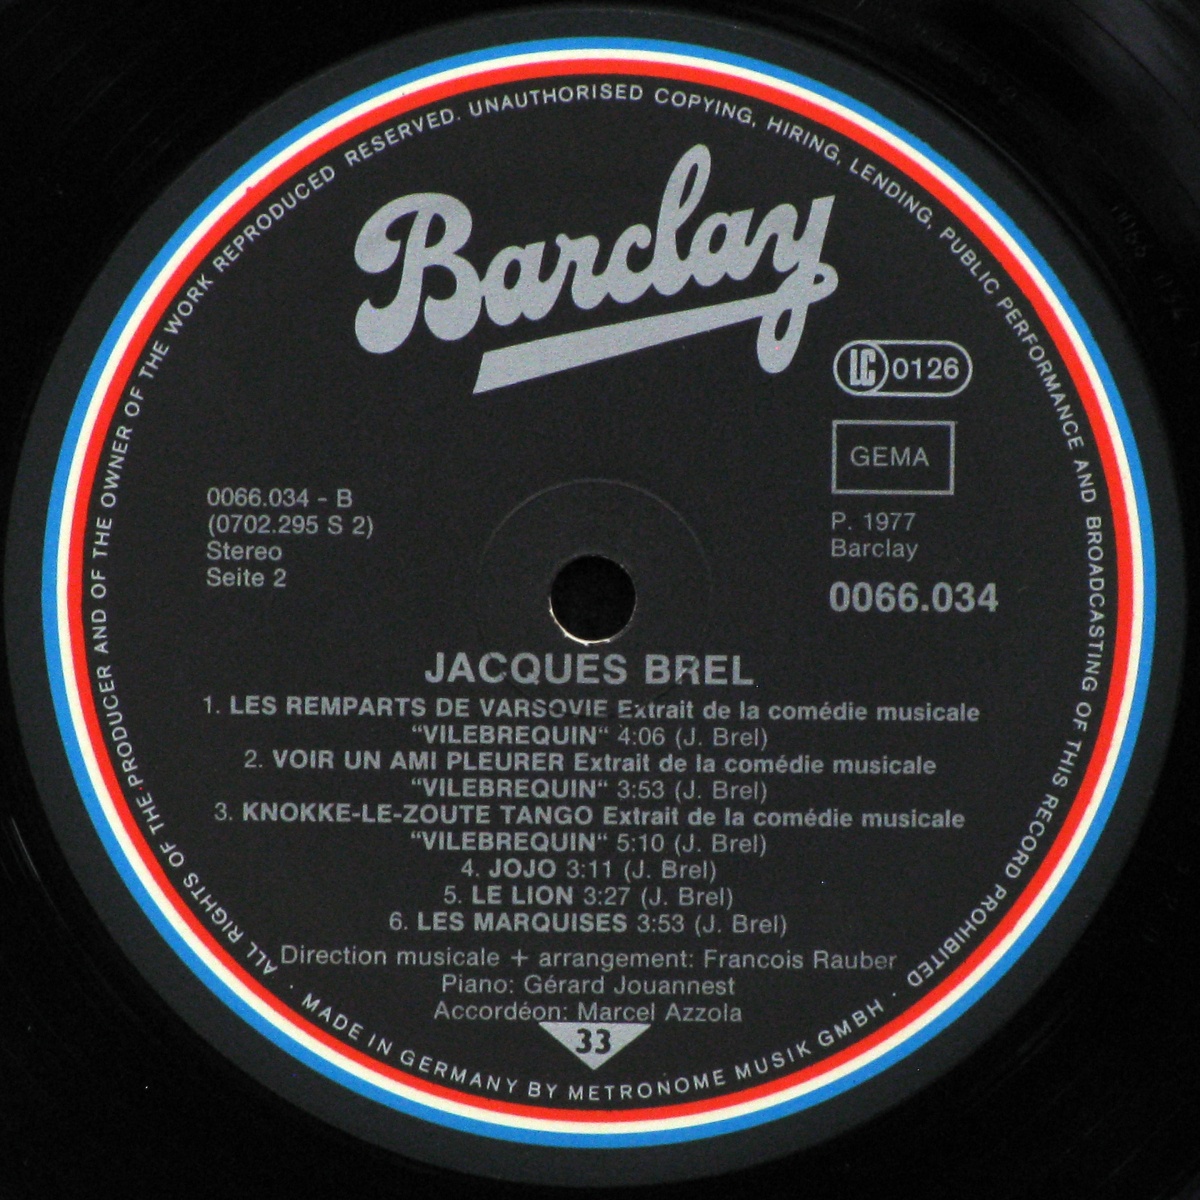 ALL RIGHTS OF THE PRODUCER AND OF THE OWNER OF THE WORK REPRODUCED RESERVED. UNAUTHORISED COPYING, HIRING, LENDING, PUBLIC PERFORMANCE AND BROADCASTING OF THIS RECORD PROHIBITED ·
Barclay
LC 0126
GEMA
0066.034 - B
(0702.295 S 2)
Stereo
Seite 2
P. 1977
Barclay
0066.034
JACQUES BREL
1. LES REMPARTS DE VARSOVIE Extrait de la comédie musicale
“VILEBREQUIN“ 4:06 (J. Brel)
2. VOIR UN AMI PLEURER Extrait de la comédie musicale
“VILEBREQUIN“ 3:53 (J. Brel)
3. KNOKKE-LE-ZOUTE TANGO Extrait de la comédie musicale
“VILEBREQUIN“ 5:10 (J. Brel)
4. JOJO 3:11 (J. Brel)
5. LE LION 3:27 (J. Brel)
6. LES MARQUISES 3:53 (J. Brel)
Direction musicale + arrangement: Francois Rauber
Piano: Gérard Jouannest
Accordéon: Marcel Azzola
33
· MADE IN GERMANY BY METRONOME MUSIK GMBH ·